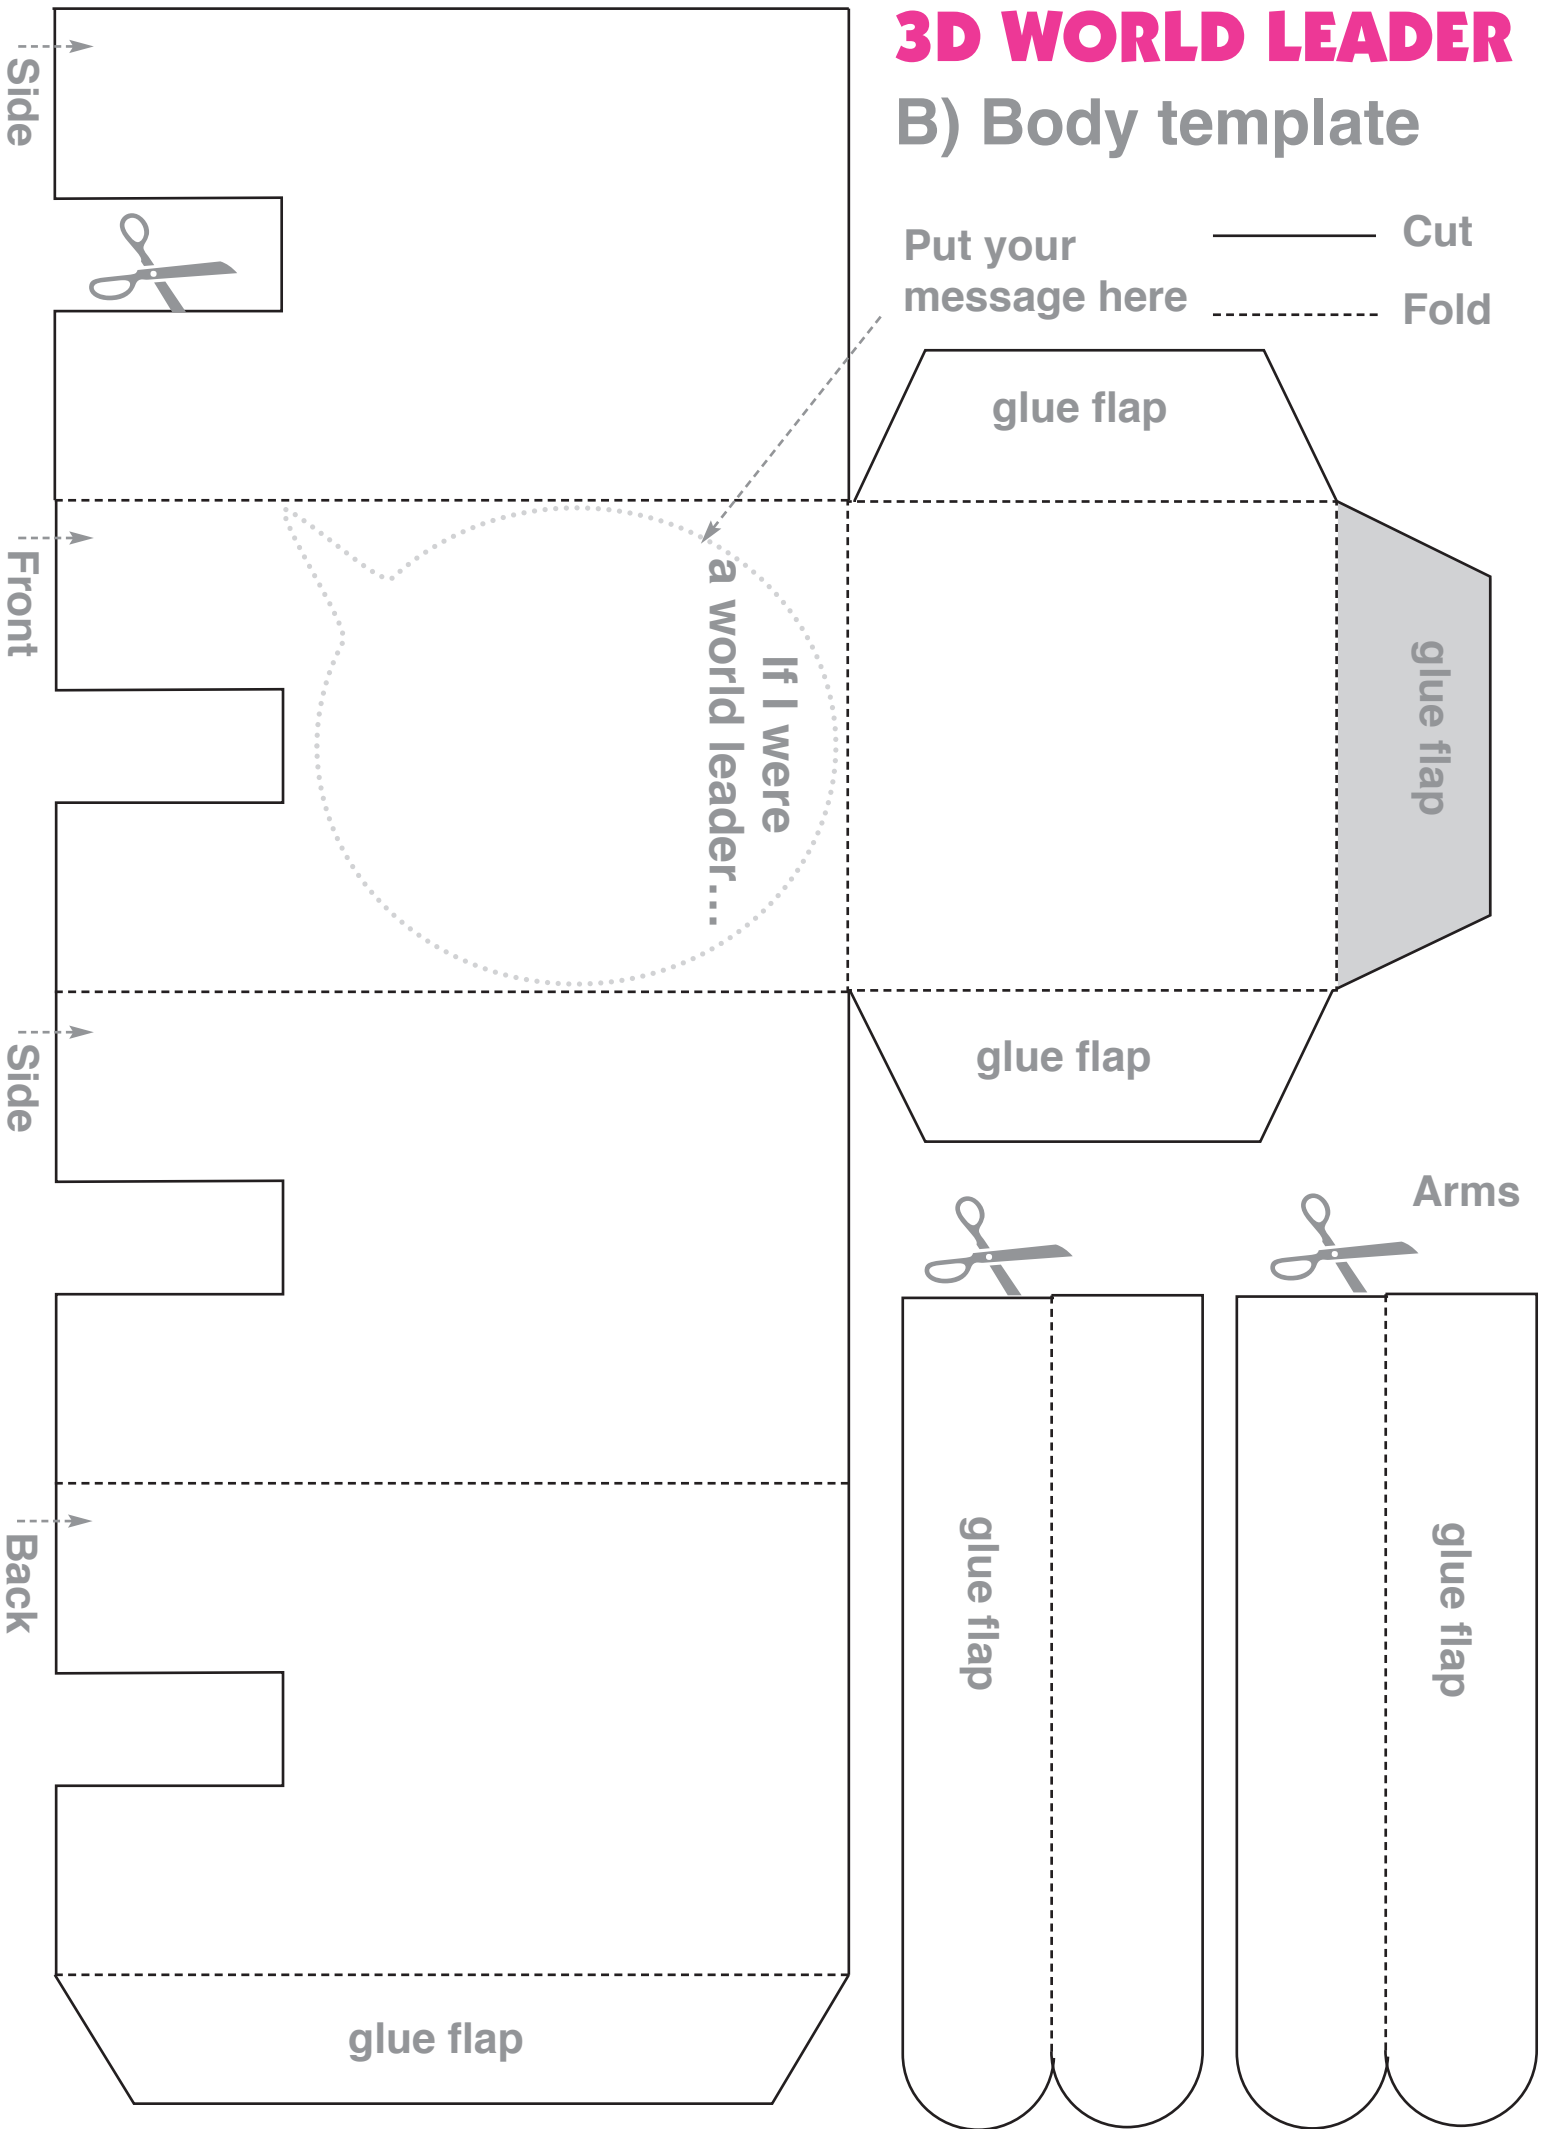 3D WORLD LEADER
B) Body template
Put your
message here
Cut
Fold
Side
glue flap
Front
If I were
a world leader...
glue flap
Side
glue flap
Arms
Back
glue flap
glue flap
glue flap